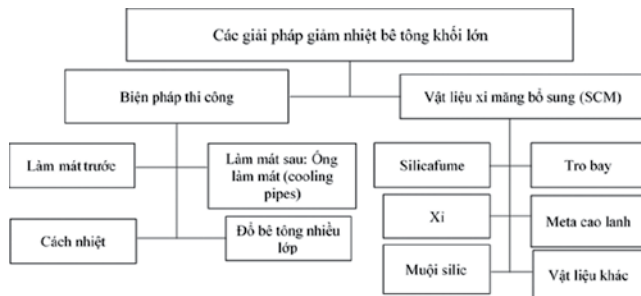 Các giải pháp giảm nhiệt bê tông khối lớn
Biện pháp thi công
Vật liệu xi măng bổ sung (SCM)
Làm mát trước
Làm mát sau: Ống
làm mát (cooling
pipes)
Silicafume
Tro bay
Xỉ
Meta cao lanh
Cách nhiệt
Đổ bê tông nhiều
lớp
Muội silic
Vật liệu khác